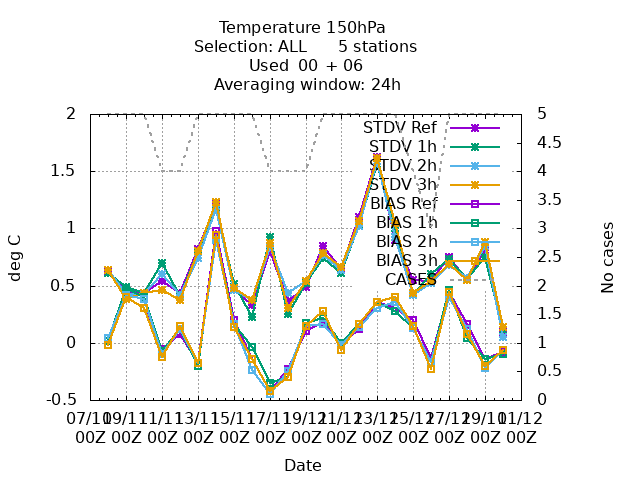 Temperature 150hPa
Selection: ALL 5 stations
Used 00 + 06
Averaging window: 24h
deg C
No cases
2
1.5
1
0.5
0
-0.5
5
4.5
4
3.5
3
2.5
2
1.5
1
0.5
0
STDV Ref
STDV 1h
STDV 2h
STDV 3h
BIAS Ref
BIAS 1h
BIAS 2h
BIAS 3h
CASES
07/11 09/11 11/11 13/11 15/11 17/11 19/11 21/11 23/11 25/11 27/11 29/11 01/12
00Z 00Z 00Z 00Z 00Z 00Z 00Z 00Z 00Z 00Z 00Z 00Z 00Z
Date